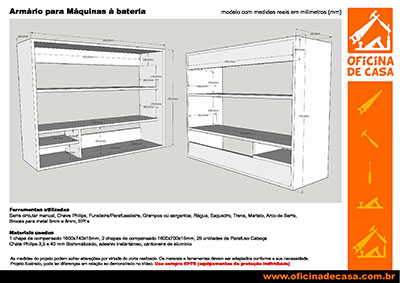 Armário para Máquinas à bateria
modelo com medidas reais em milimetros (mm)
OFICINA
DE CASA
Ferramentas utilizadas
Serra circular manual, Chave Philips, Furadeira/Parafusadeira, Grampos ou sargentos, Régua, Esquadro, Trena, Martelo, Arco de Serra,
Brocas para metal 5mm e 8mm, EPI's
Materiais usados
1 chapa de compensado 1600x740x15mm, 2 chapas de compensado 1600x700x15mm, 25 unidades de Parafuso Cabeça
Chata Philips 3,5 x 40 mm Bicromatizado, adesivo instantâneo, cantoneira de alumínio
As medidas do projeto podem sofrer alterações por virtude do corte realizado. Os materiais e ferramentas devem ser adaptados conforme a sua necessidade.
Projeto ilustrado, pode ter diferenças em relação ao demonstrado no vídeo. Use sempre EPI'S (equipamentos de proteção individuais)
www.oficinadecasa.com.br